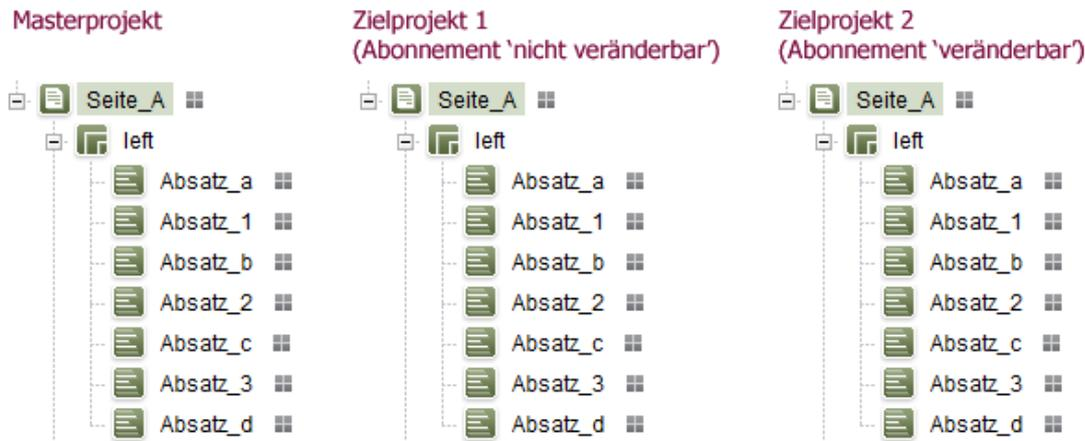 Masterprojekt
Seite_A
left
Absatz_a
Absatz_1
Absatz_b
Absatz_2
Absatz_c
Absatz_3
Absatz_d
Zielprojekt 1
(Abonnement ‘nicht veränderbar’)
Seite_A
left
Absatz_a
Absatz_1
Absatz_b
Absatz_2
Absatz_c
Absatz_3
Absatz_d
Zielprojekt 2
(Abonnement ‘veränderbar’)
Seite_A
left
Absatz_a
Absatz_1
Absatz_b
Absatz_2
Absatz_c
Absatz_3
Absatz_d